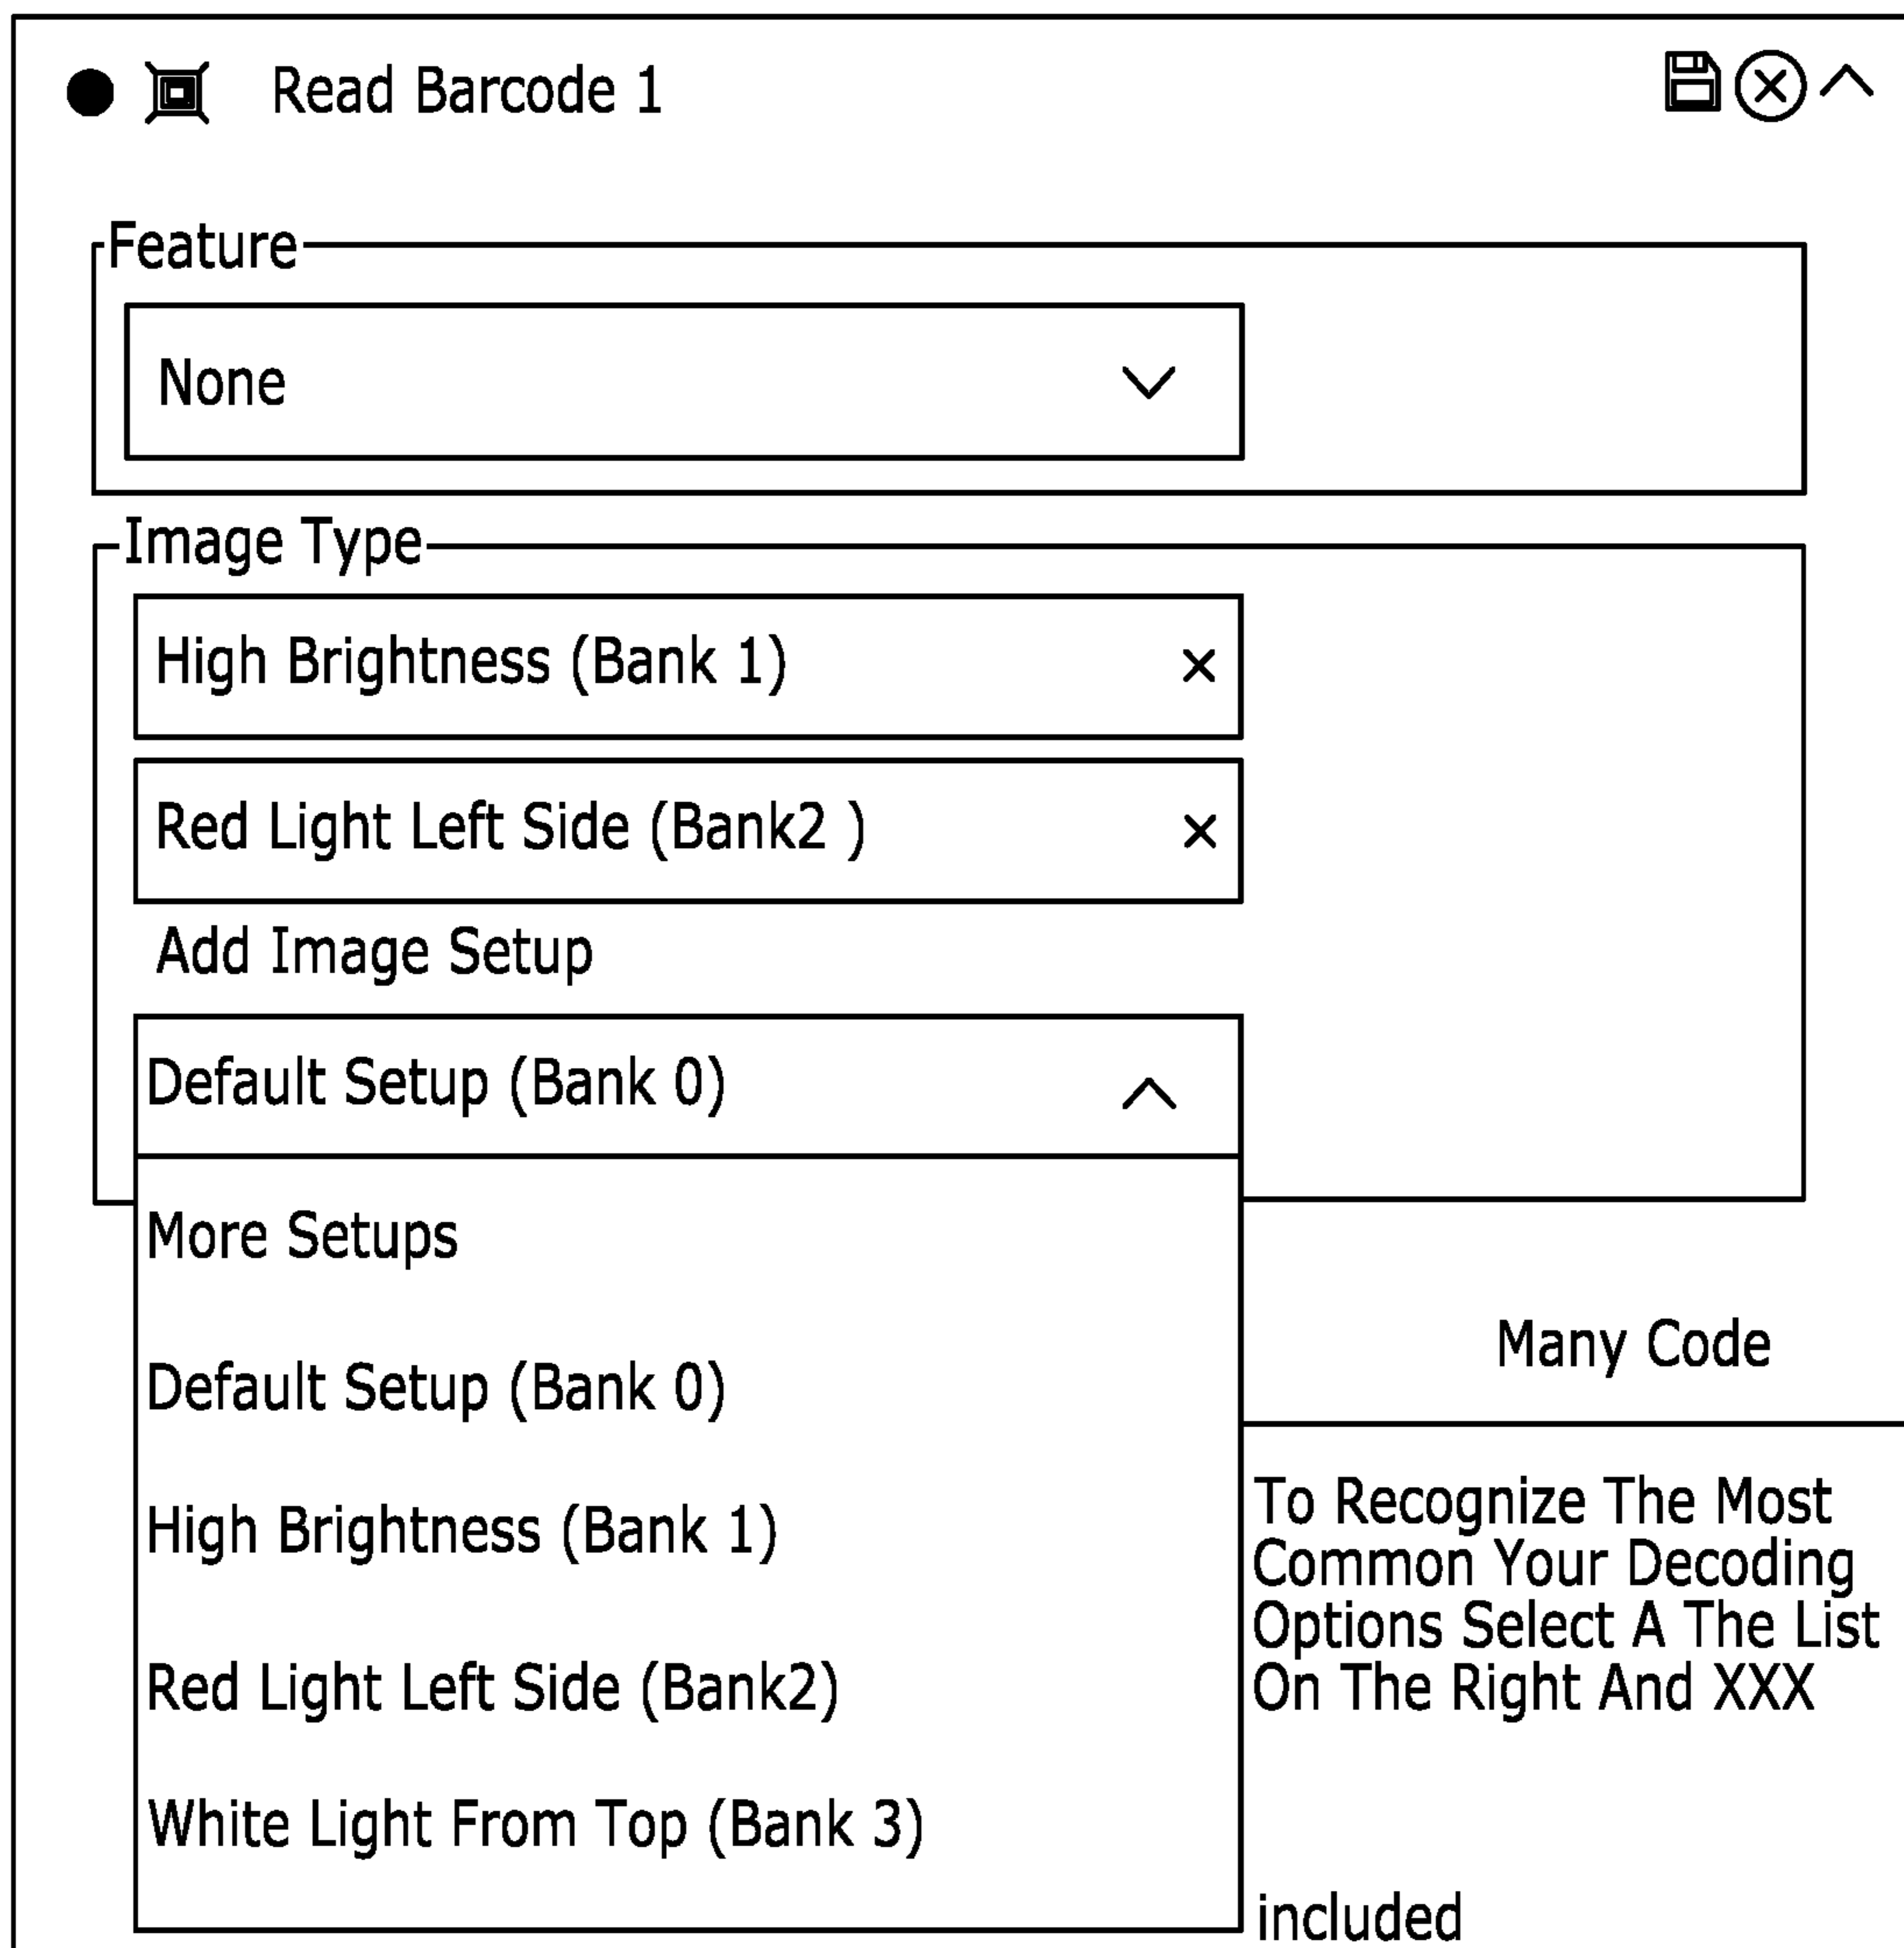 Read Barcode 1
Feature
None
Image Type
High Brightness (Bank 1)
Red Light Left Side (Bank2 )
Add Image Setup
Default Setup (Bank 0)
More Setups
Default Setup (Bank 0)
High Brightness (Bank 1)
Red Light Left Side (Bank2)
White Light From Top (Bank 3)
Many Code
To Recognize The Most
Common Your Decoding
Options Select A The List
On The Right And XXX
included